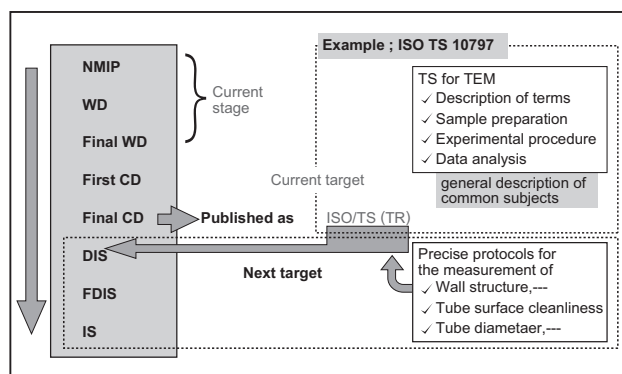 NMIP
WD
Final WD
First CD
Final CD
DIS
FDIS
IS
Current
stage
Published as
Current target
ISO/TS (TR)
Next target
Example ; ISO TS 10797
TS for TEM
✓ Description of terms
✓ Sample preparation
✓ Experimental procedure
✓ Data analysis
general description of
common subjects
Precise protocols for
the measurement of
✓ Wall structure,---
✓ Tube surface cleanliness
✓ Tube diametaer,---